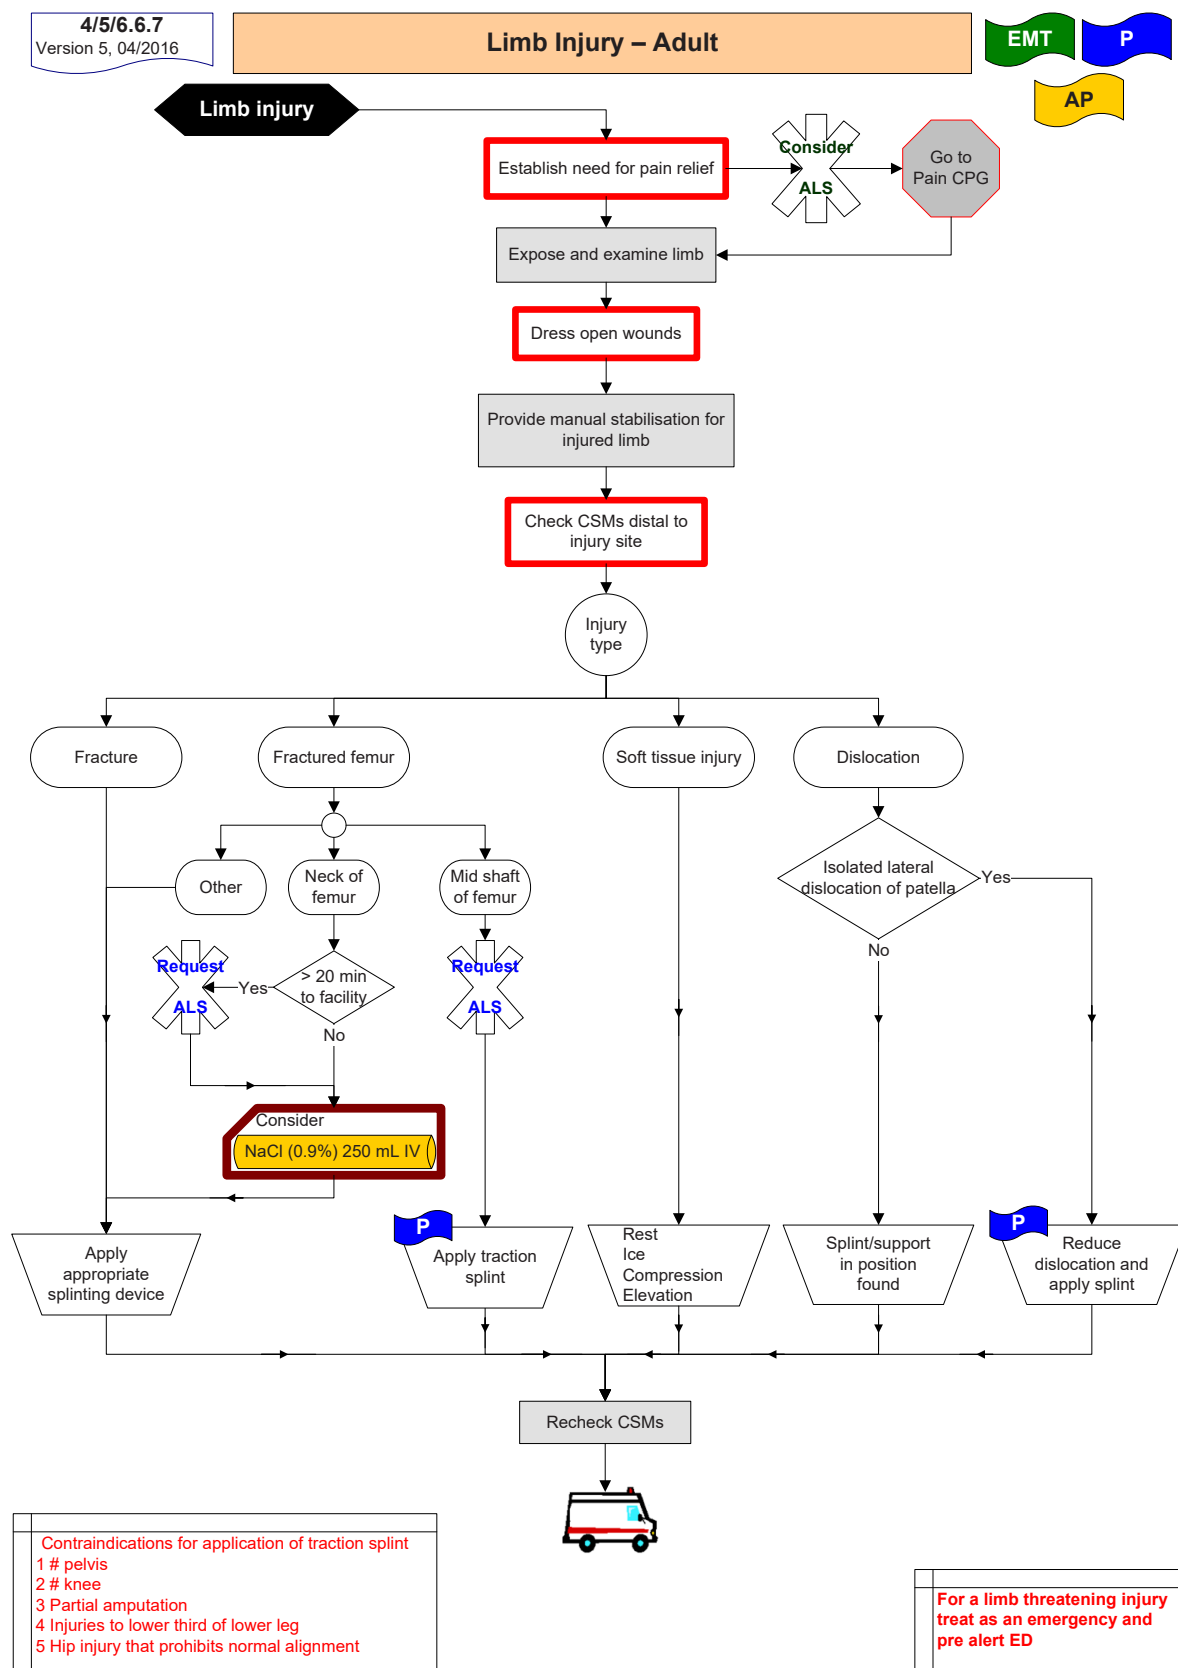 4/5/6.6.7
Version 5, 04/2016
Limb Injury – Adult
EMT
P
AP
Limb injury
Establish need for pain relief
Consider
ALS
Go to
Pain CPG
Expose and examine limb
Dress open wounds
Provide manual stabilisation for
injured limb
Check CSMs distal to
injury site
Injury
type
Fracture
Fractured femur
Soft tissue injury
Dislocation
Other
Neck of
femur
Mid shaft
of femur
Isolated lateral
dislocation of patella
Yes
No
Request
ALS
Yes
> 20 min
to facility
No
Request
ALS
Consider
NaCl (0.9%) 250 mL IV
Apply
appropriate
splinting device
P
Apply traction
splint
Rest
Ice
Compression
Elevation
Splint/support
in position
found
P
Reduce
dislocation and
apply splint
Recheck CSMs
Contraindications for application of traction splint
1 # pelvis
2 # knee
3 Partial amputation
4 Injuries to lower third of lower leg
5 Hip injury that prohibits normal alignment
For a limb threatening injury
treat as an emergency and
pre alert ED